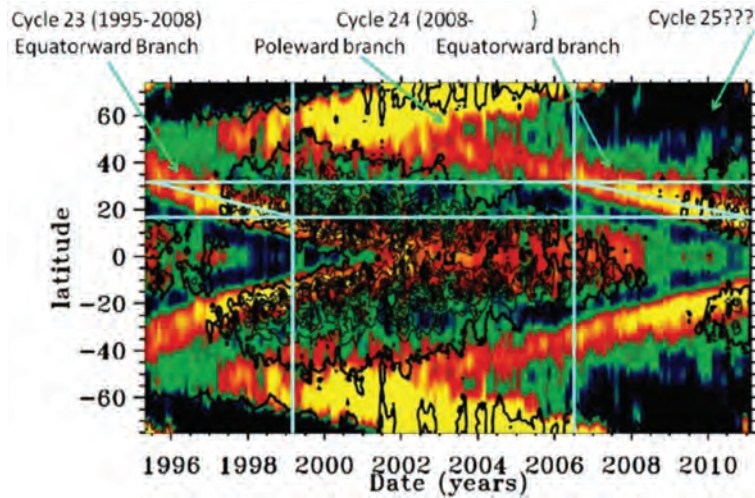 Cycle 23 (1995-2008) Cycle 24 (2008- ) Cycle 25???
Equatorward Branch Poleward branch Equatorward branch
60
40
20
0
-20
-40
-60
latitude
1996 1998 2000 2002 2004 2006 2008 2010
Date (years)